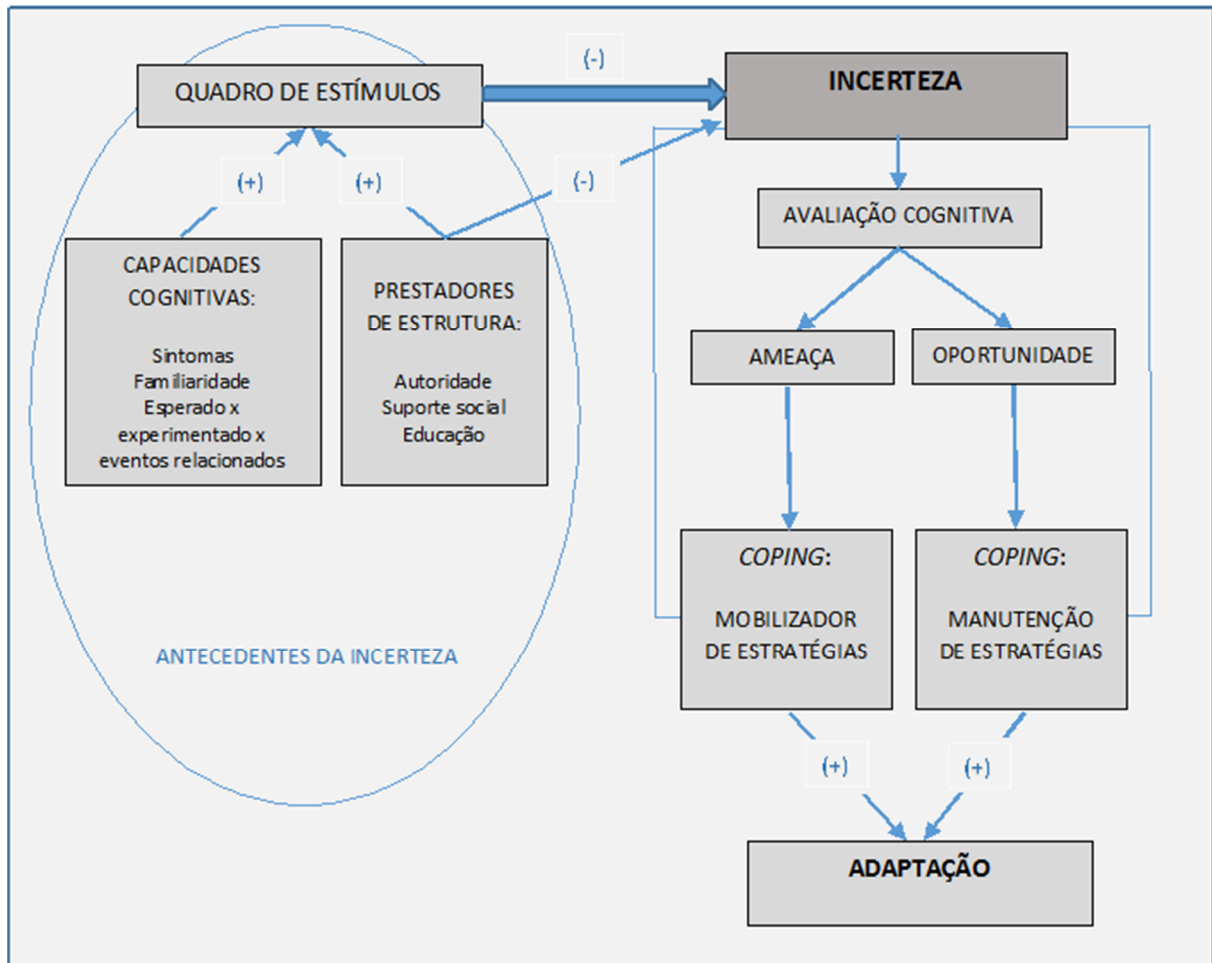 QUADRO DE ESTÍMULOS
(-)
INCERTEZA
(+)
(+)
(-)
CAPACIDADES
COGNITIVAS:
Sintomas
Familiaridade
Esperado x
experimentado x
eventos relacionados
PRESTADORES
DE ESTRUTURA:
Autoridade
Suporte social
Educação
ANTECEDENTES DA INCERTEZA
AVALIAÇÃO COGNITIVA
AMEAÇA
OPORTUNIDADE
COPING:
MOBILIZADOR
DE ESTRATÉGIAS
COPING:
MANUTENÇÃO
DE ESTRATÉGIAS
(+)
(+)
ADAPTAÇÃO